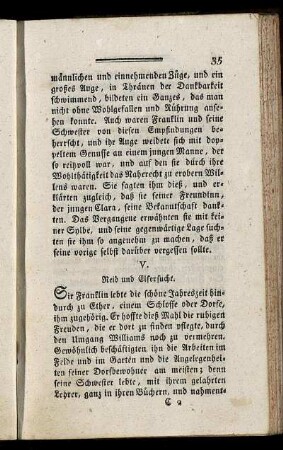 35
männlichen und einnehmenden Züge, und ein
großes Auge, in Thränen der Dankbarkeit
schwimmend, bildeten ein Ganzes, das man
nicht ohne Wohlgefallen und Rührung anse-
hen konnte. Auch waren Franklin und seine
Schwester von diesen Empfindungen be-
herrscht, und ihr Auge weidete sich mit dop-
peltem Genusse an einem jungen Manne, der
so reitzvoll war, und auf den sie durch ihre
Wohlthätigkeit das Naherecht zu erobern Wil-
lens waren. Sie sagten ihm dieß, und er-
klärten zugleich, daß sie seiner Freundinn,
der jungen Clara, seine Bekanntschaft dank-
ten. Das Vergangene erwähnten sie mit kei-
ner Sylbe, und seine gegenwärtige Lage such-
ten sie ihm so angenehm zu machen, daß er
seine vorige selbst darüber vergessen sollte.
V.
Neid und Eifersucht.
Sir Franklin lebte die schöne Jahreszeit hin-
durch zu Ether, einem Schlosse oder Dorfe,
ihm zugehörig. Er hoffte dieß Mahl die ruhigen
Freuden, die er dort zu finden pflegte, durch
den Umgang Williams noch zu vermehren.
Gewöhnlich beschäftigten ihn die Arbeiten im
Felde und im Garten und die Angelegenhei-
ten seiner Dorfbewohner am meisten; denn
seine Schwester lebte, mit ihrem gelahrten
Lehrer, ganz in ihren Büchern, und nahment-
C 2